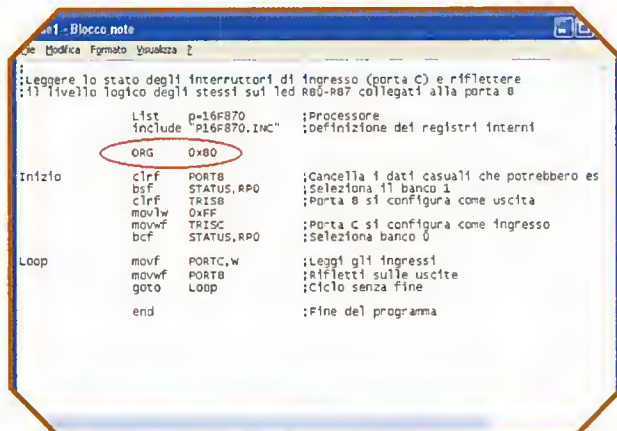 e1 - Blocco note
Modifica Formato Visualizza ?
;Leggere lo stato degli interruttori di ingresso (porta C) e riflettere
;il livello logico degli stessi sui led RB0-RB7 collegati alla porta B
List p=16F870 ;Processore
include "P16F870.INC" ;Definizione dei registri interni
ORG 0x80
Inizio clrf PORTB ;Cancella i dati casuali che potrebbero es
bsf STATUS,RP0 ;Seleziona il banco 1
clrf TRISB ;Porta B si configura come uscita
movlw 0xFF
movwf TRISC ;Porta C si configura come ingresso
bcf STATUS,RP0 ;Seleziona banco 0
Loop movf PORTC,W ;Leggi gli ingressi
movwf PORTB ;Rifletti sulle uscite
goto Loop ;Ciclo senza fine
end ;Fine del programma